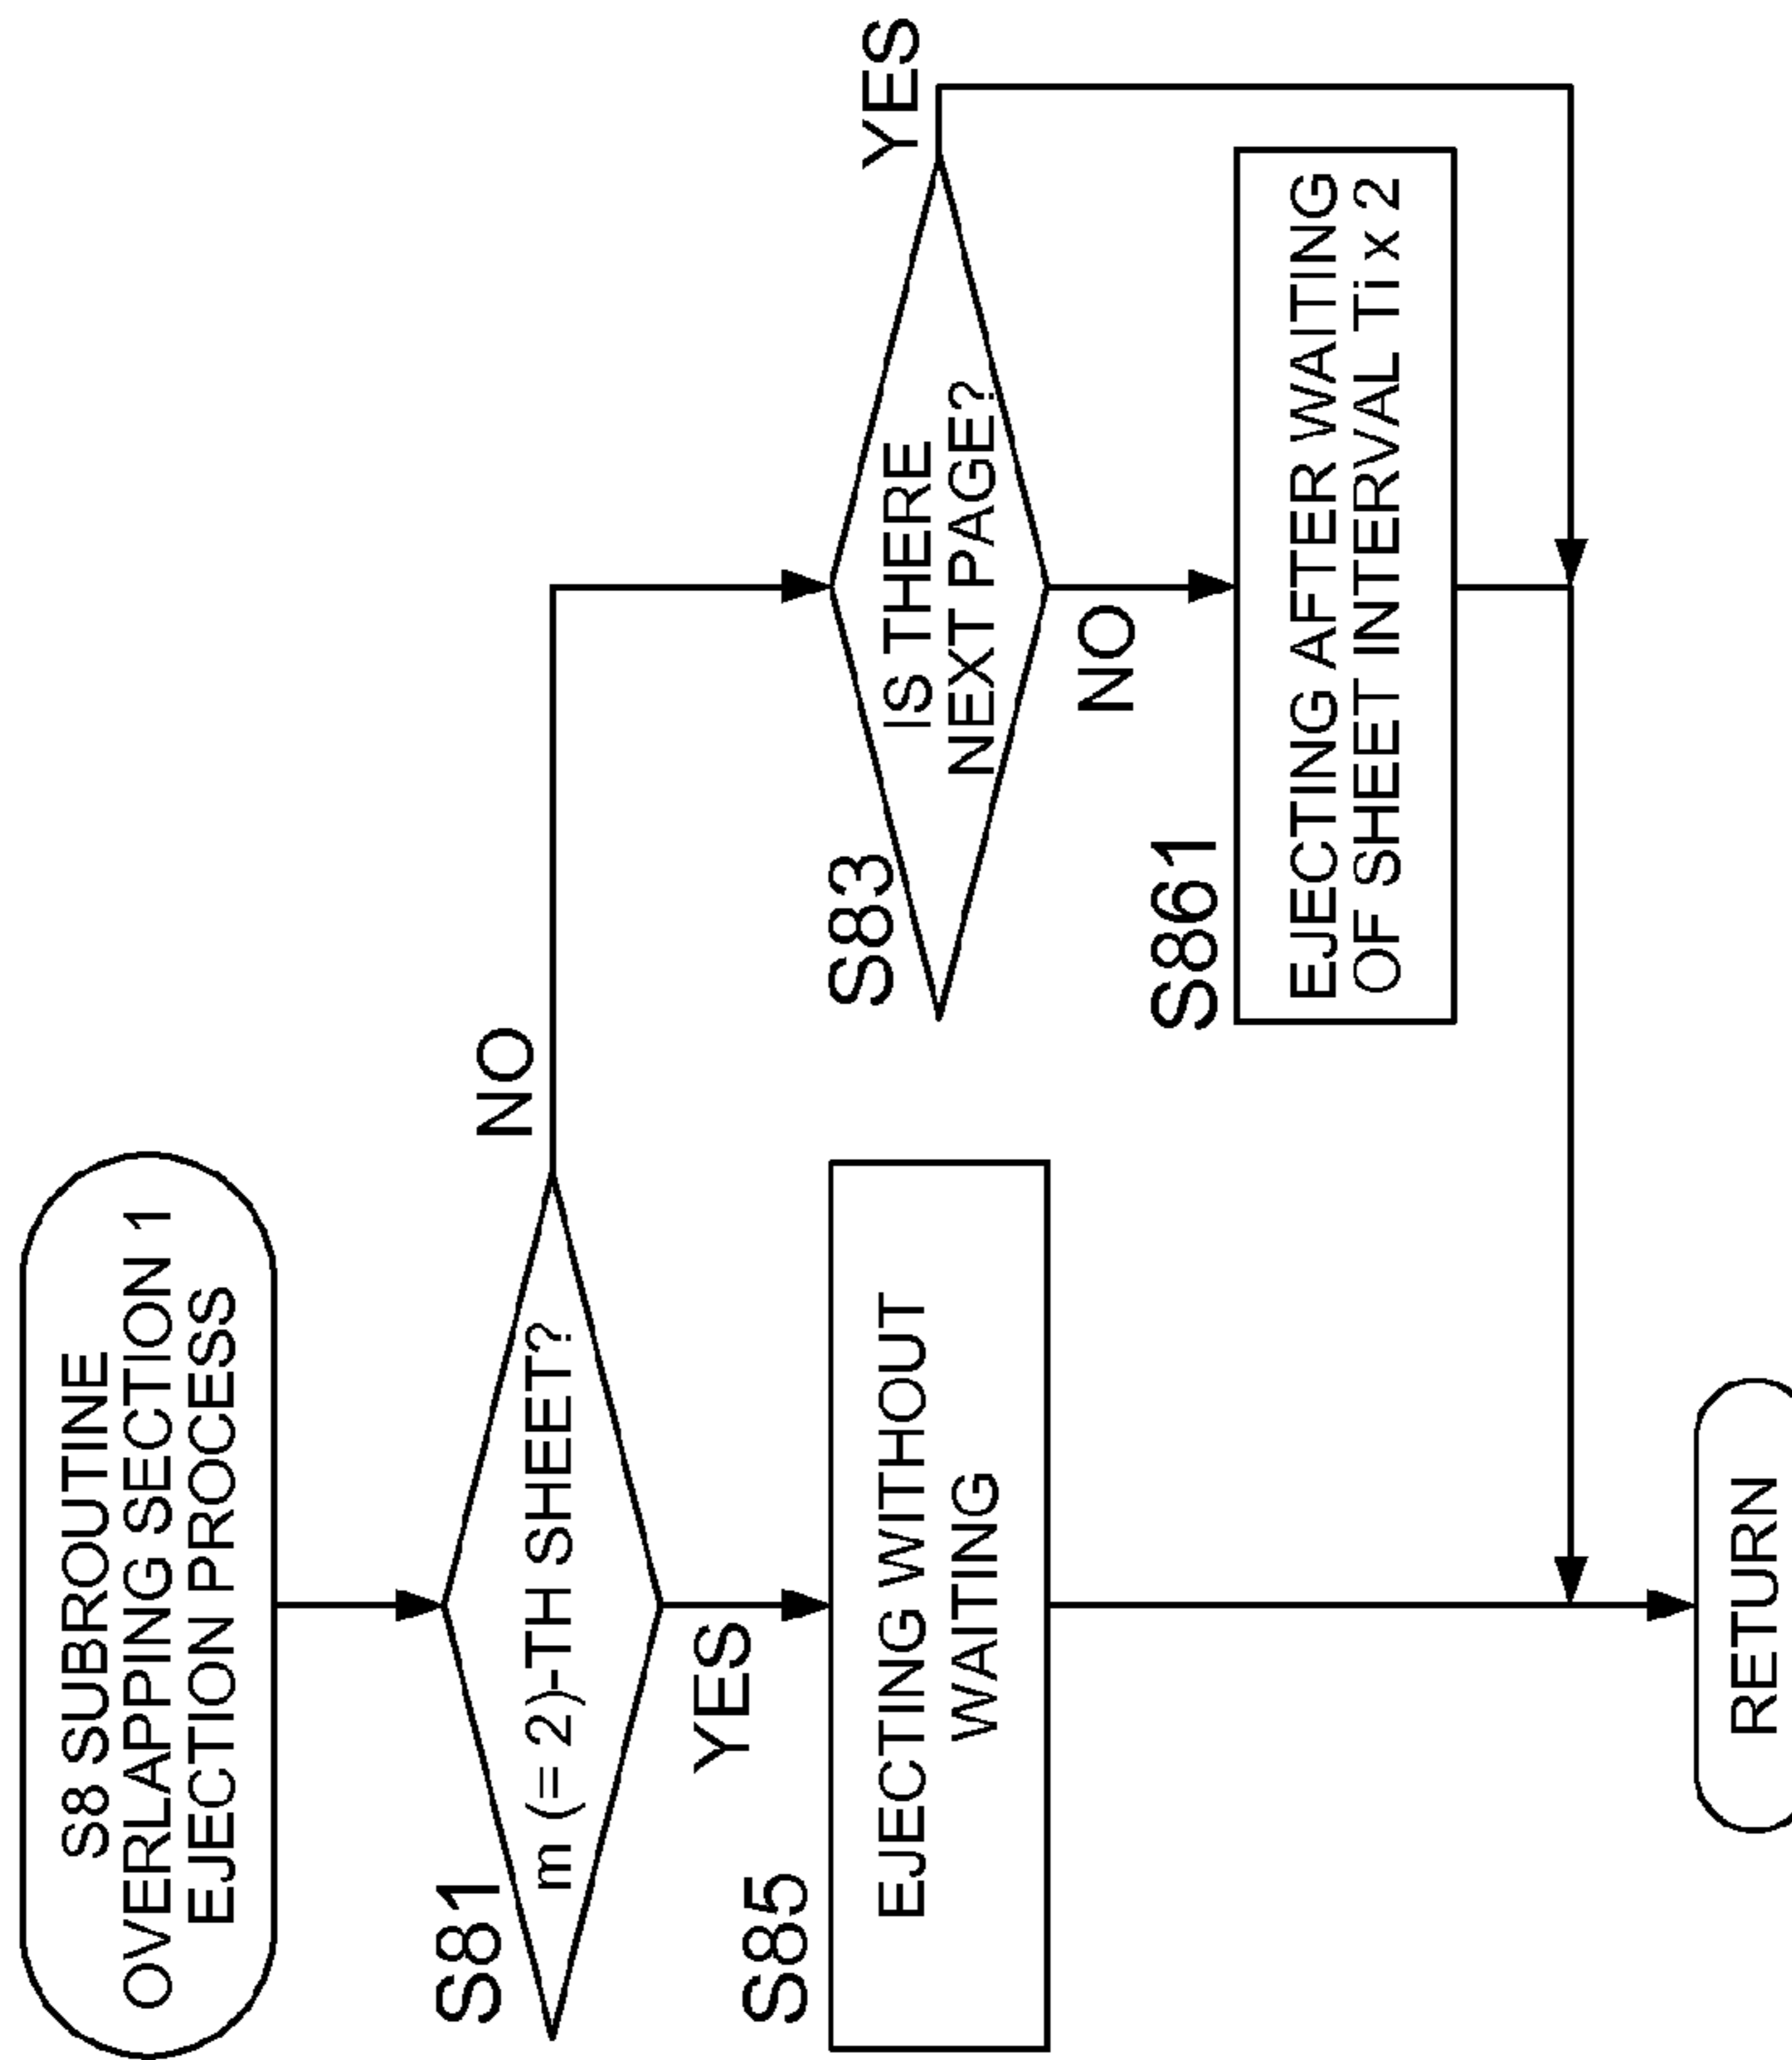 S8 SUBROUTINE
OVERLAPPING SECTION 1
EJECTION PROCESS
S81
m (= 2)-TH SHEET?
NO
YES
S85
EJECTING WITHOUT
WAITING
S83
IS THERE
NEXT PAGE?
YES
NO
S861
EJECTING AFTER WAITING
OF SHEET INTERVAL Ti x 2
RETURN